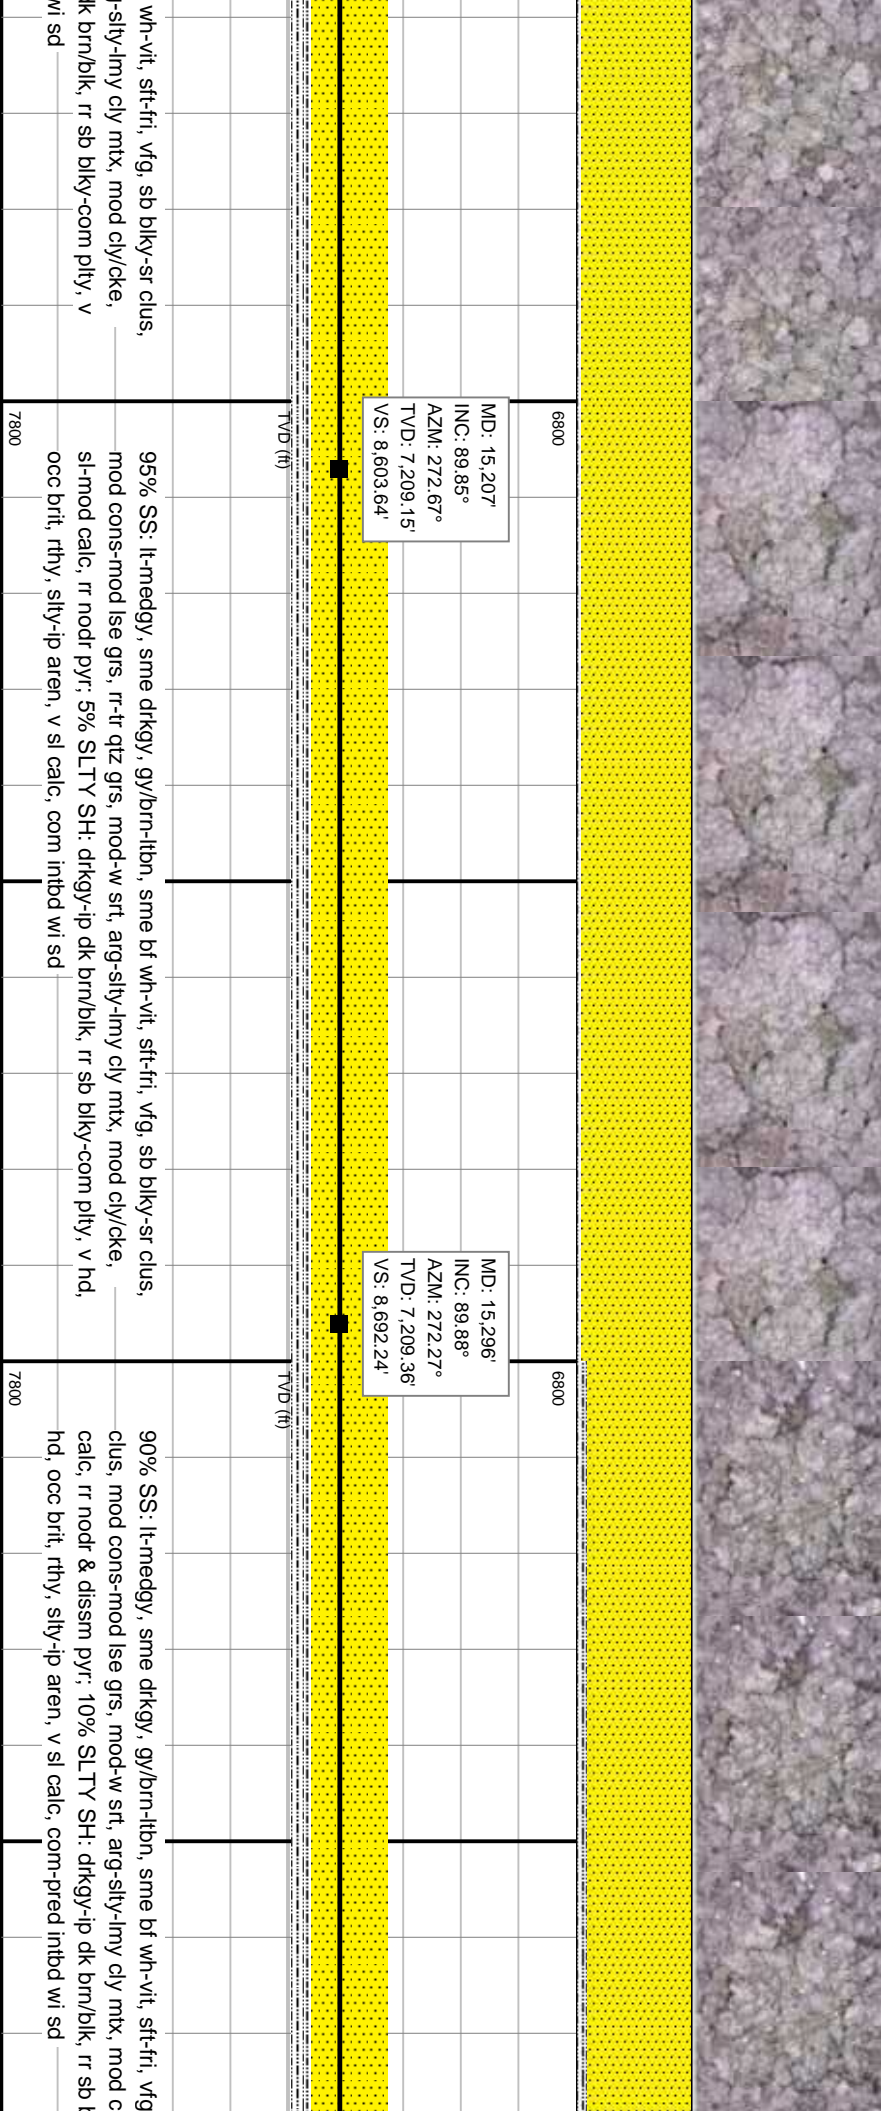 wh-vit, sft-fri, vfg, sb blky-sr clus,
-slty-lmy cly mtx, mod cly/cke,
dk brn/blk, rr sb blky-com plty, v
wi sd
6800
MD: 15,207'
INC: 89.85°
AZM: 272.67°
TVD: 7,209.15'
VS: 8,603.64'
TVD (ft)
7800
95% SS: lt-medgy, sme drkgy, gy/brn-ltbn, sme bf wh-vit, sft-fri, vfg, sb blky-sr clus,
mod cons-mod lse grs, rr-tr qtz grs, mod-w srt, arg-slty-lmy cly mtx, mod cly/cke,
sl-mod calc, rr nodr pyr; 5% SLTY SH: drkgy-ip dk brn/blk, rr sb blky-com plty, v hd,
occ brit, rthy, slty-ip aren, v sl calc, com intbd wi sd
6800
MD: 15,296'
INC: 89.88°
AZM: 272.27°
TVD: 7,209.36'
VS: 8,692.24'
TVD (ft)
7800
90% SS: lt-medgy, sme drkgy, gy/brn-ltbn, sme bf wh-vit, sft-fri, vfg
clus, mod cons-mod lse grs, mod-w srt, arg-slty-lmy cly mtx, mod c
calc, rr nodr & dissm pyr; 10% SLTY SH: drkgy-ip dk brn/blk, rr sb
hd, occ brit, rthy, slty-ip aren, v sl calc, com-pred intbd wi sd